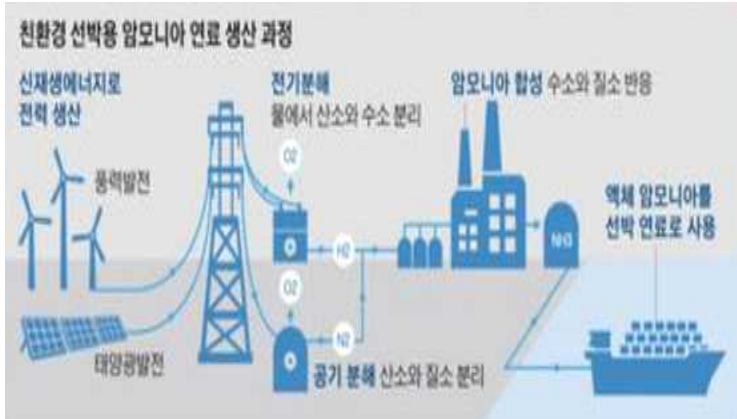 친환경 선박용 암모니아 연료 생산 과정
신재생에너지로
전력 생산
풍력발전
태양광발전
전기분해
물에서 산소와 수소 분리
O2
H2
O2
N2
공기 분해 산소와 질소 분리
암모니아 합성 수소와 질소 반응
NH3
액체 암모니아를
선박 연료로 사용